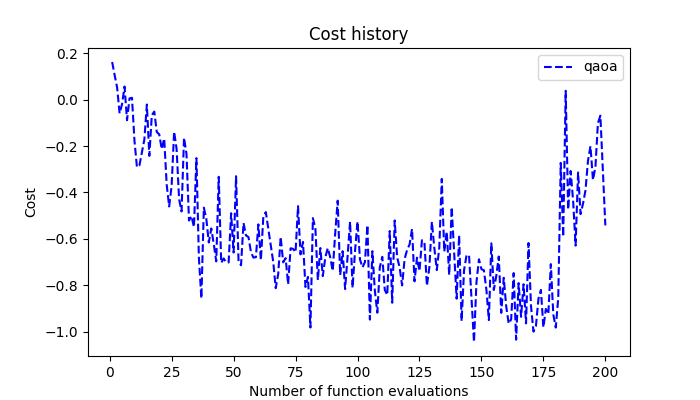 Cost history
qaoa
Cost
0.2
0.0
−0.2
−0.4
−0.6
−0.8
−1.0
0 25 50 75 100 125 150 175 200
Number of function evaluations